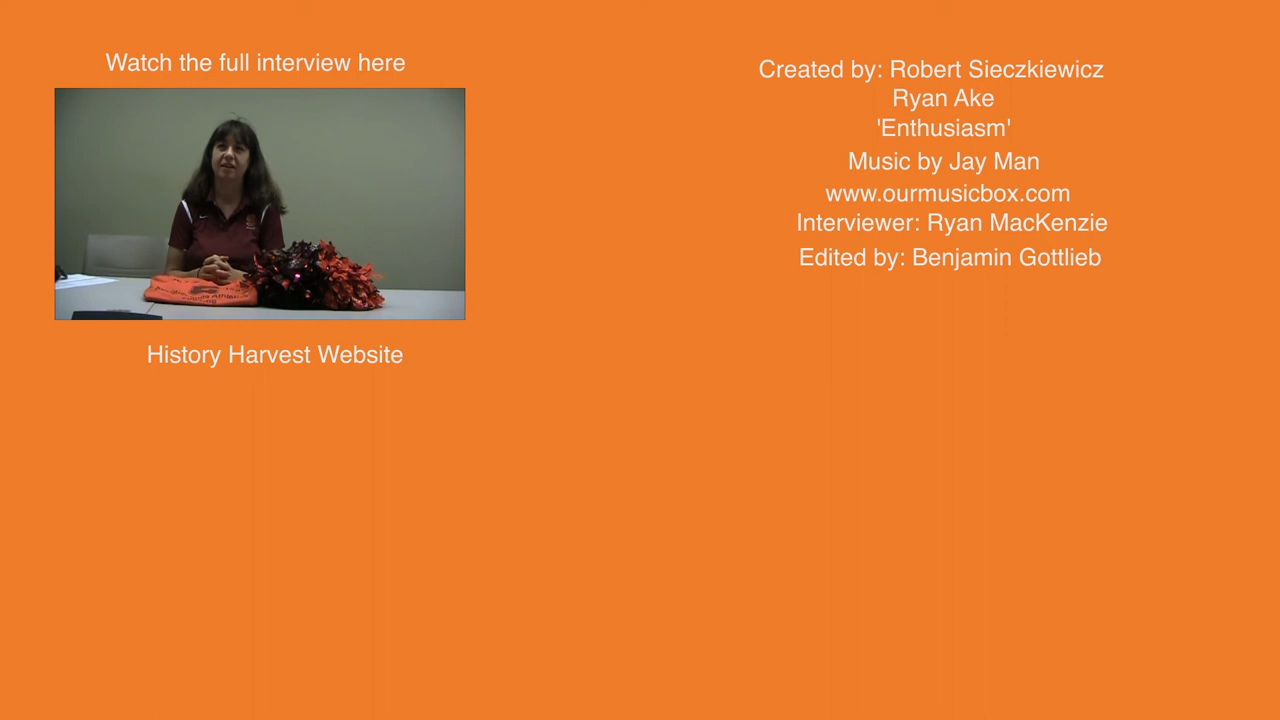 Watch the full interview here
History Harvest Website
Created by: Robert Sieczkiewicz
Ryan Ake
'Enthusiasm'
Music by Jay Man
www.ourmusicbox.com
Interviewer: Ryan MacKenzie
Edited by: Benjamin Gottlieb